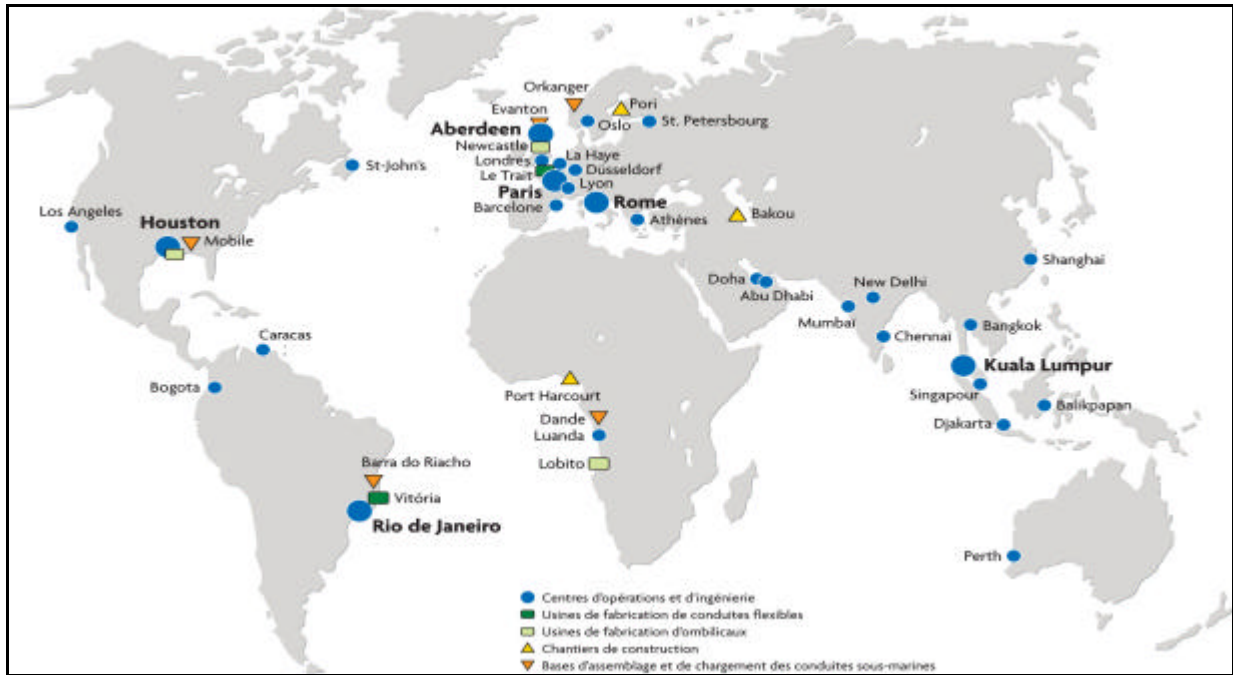 Orkanger
Pori
Evanton
Oslo
St. Petersbourg
Aberdeen
Newcastle
La Haye
Londres
Düsseldorf
Le Trait
Lyon
Paris
Rome
Barcelone
Athènes
Bakou
St-John's
Los Angeles
Houston
Mobile
Shanghai
Doha
Abu Dhabi
New Delhi
Mumbai
Chennai
Bangkok
Caracas
Bogota
Kuala Lumpur
Singapour
Balikpapan
Djakarta
Port Harcourt
Dande
Luanda
Lobito
Barra do Riacho
Vitória
Rio de Janeiro
Perth
Centres d'opérations et d'ingénierie
Usines de fabrication de conduites flexibles
Usines de fabrication d'ombilicaux
Chantiers de construction
Bases d'assemblage et de chargement des conduites sous-marines